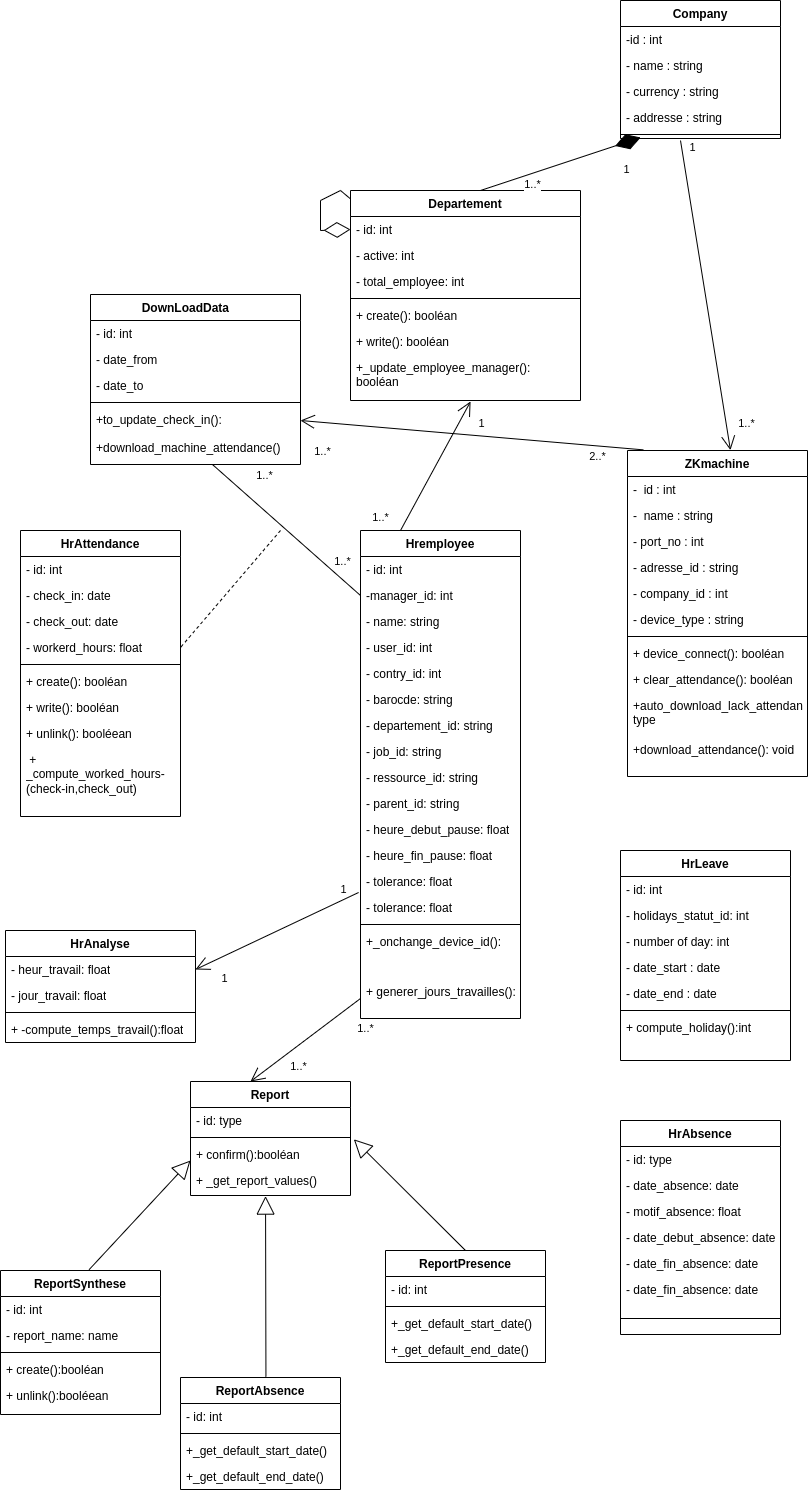 Company
-id : int
- name : string
- currency : string
- addresse : string
1
1
1..*
Departement
- id: int
- active: int
- total_employee: int
+ create(): booléan
+ write(): booléan
+_update_employee_manager():
booléan
DownLoadData
- id: int
- date_from
- date_to
+to_update_check_in():
+download_machine_attendance()
1
1..*
1..*
2..*
1..*
1..*
1..*
ZKmachine
-  id : int
-  name : string
- port_no : int
- adresse_id : string
- company_id : int
- device_type : string
+ device_connect(): booléan
+ clear_attendance(): booléan
+auto_download_lack_attendan
type
+download_attendance(): void
HrAttendance
- id: int
- check_in: date
- check_out: date
- workerd_hours: float
+ create(): booléan
+ write(): booléan
+ unlink(): booléean
+
_compute_worked_hours-
(check-in,check_out)
Hremployee
- id: int
-manager_id: int
- name: string
- user_id: int
- contry_id: int
- barocde: string
- departement_id: string
- job_id: string
- ressource_id: string
- parent_id: string
- heure_debut_pause: float
- heure_fin_pause: float
- tolerance: float
- tolerance: float
+_onchange_device_id():
+ generer_jours_travailles():
HrLeave
- id: int
- holidays_statut_id: int
- number of day: int
- date_start : date
- date_end : date
+ compute_holiday():int
1
1
HrAnalyse
- heur_travail: float
- jour_travail: float
+ -compute_temps_travail():float
1..*
1..*
Report
- id: type
+ confirm():booléan
+ _get_report_values()
HrAbsence
- id: type
- date_absence: date
- motif_absence: float
- date_debut_absence: date
- date_fin_absence: date
- date_fin_absence: date
ReportSynthese
- id: int
- report_name: name
+ create():booléan
+ unlink():booléean
ReportPresence
- id: int
+_get_default_start_date()
+_get_default_end_date()
ReportAbsence
- id: int
+_get_default_start_date()
+_get_default_end_date()